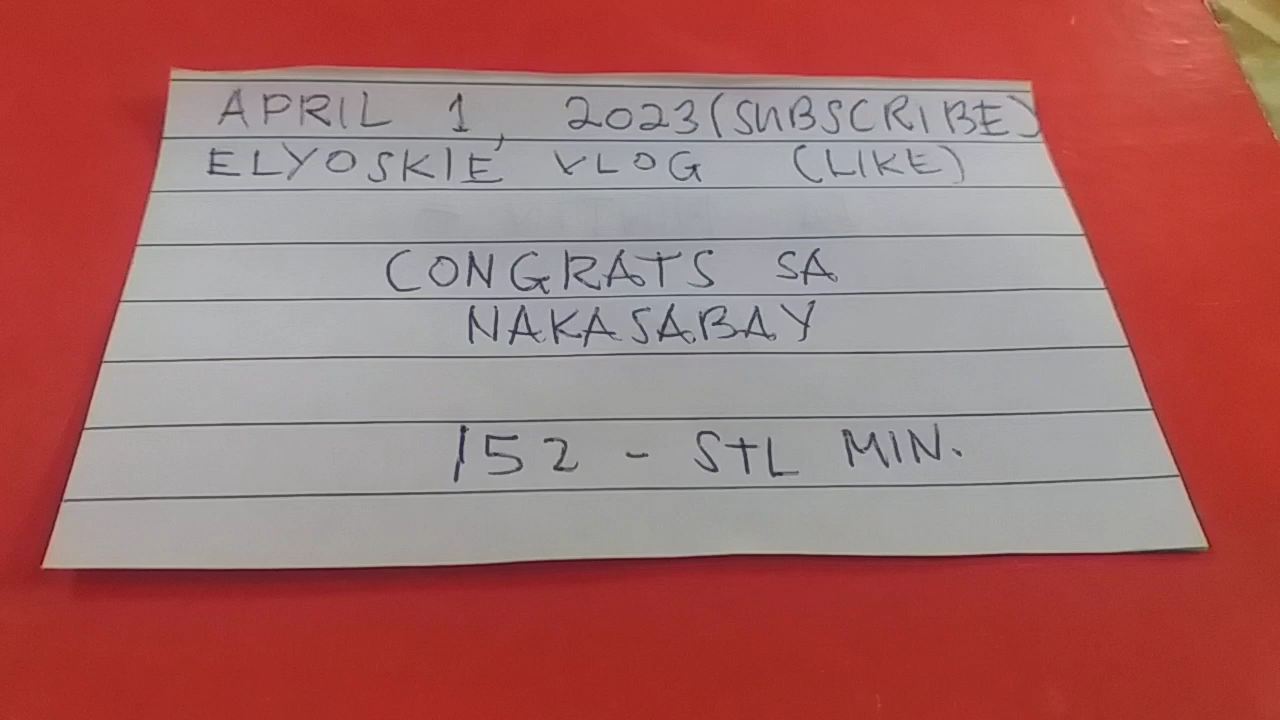 APRIL 1, 2023 (SUBSCRIBE)
ELYOSKIE VLOG (LIKE)
CONGRATS SA
NAKASABAY
152 - STL MIN.